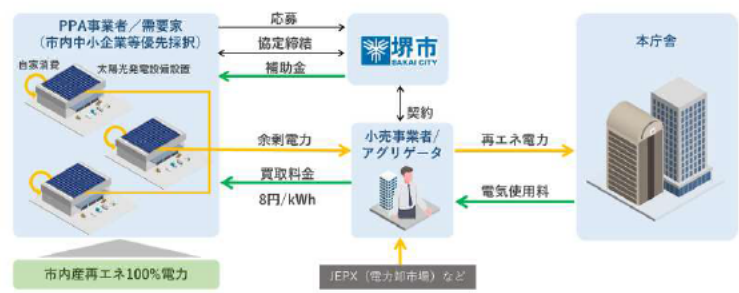 PPA事業者／需要家
（市内中小企業等優先採択）
自家消費
太陽光発電設備設置
応募
協定締結
補助金
堺市
SAKAI CITY
契約
余剰電力
買取料金
8円/kWh
小売事業者/
アグリゲータ
再エネ電力
電気使用料
本庁舎
市内産再エネ100%電力
JEPX（電力卸市場）など